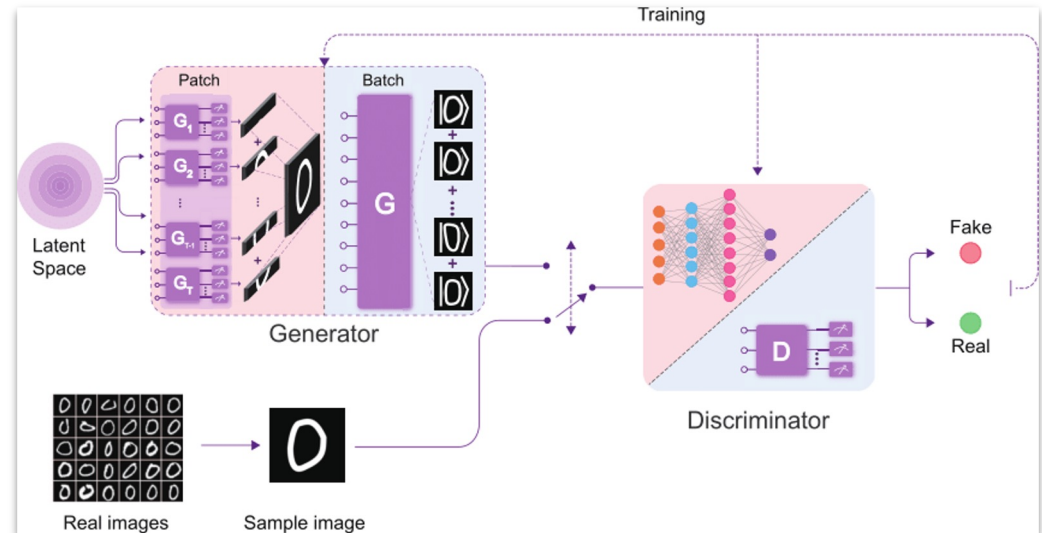 Training
Patch
Batch
G1
G2
...
GT-1
GT
G
|0⟩
+
|0⟩
+
|0⟩
+
|0⟩
Latent
Space
Generator
D
Discriminator
Fake
Real
Real images
Sample image